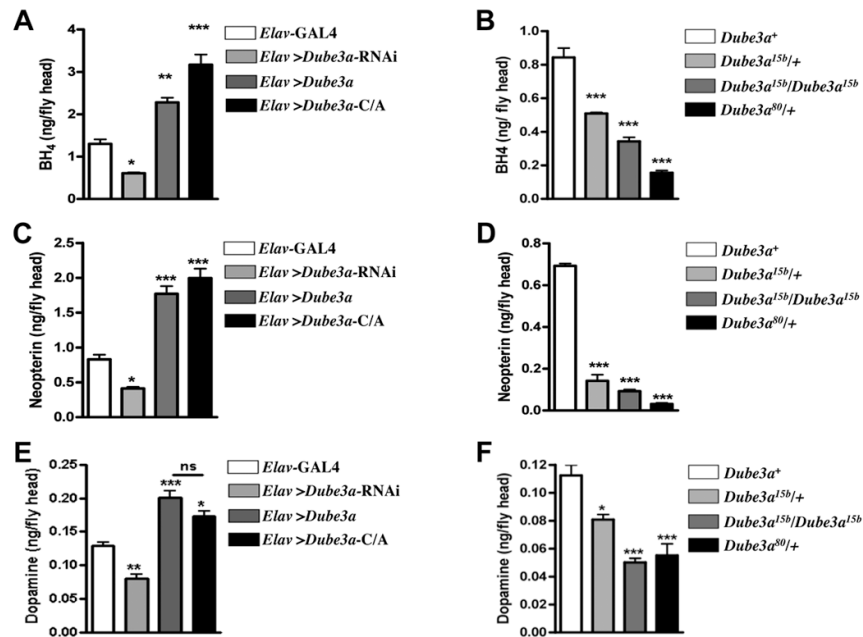 A
BH4 (ng/fly head)
4
3
2
1
0
*
**
***
Elav-GAL4
Elav >Dube3a-RNAi
Elav >Dube3a
Elav >Dube3a-C/A
B
BH4 (ng/ fly head)
1.0
0.8
0.6
0.4
0.2
0.0
***
***
***
Dube3a+
Dube3a15b/+
Dube3a15b/Dube3a15b
Dube3a80/+
C
Neopterin (ng/fly head)
2.5
2.0
1.5
1.0
0.5
0.0
*
***
***
Elav-GAL4
Elav >Dube3a-RNAi
Elav >Dube3a
Elav >Dube3a-C/A
D
Neopterin (ng/fly head)
0.8
0.6
0.4
0.2
0.0
***
***
***
Dube3a+
Dube3a15b/+
Dube3a15b/Dube3a15b
Dube3a80/+
E
Dopamine (ng/fly head)
0.25
0.20
0.15
0.10
0.05
0.00
**
***
ns
*
Elav-GAL4
Elav >Dube3a-RNAi
Elav >Dube3a
Elav >Dube3a-C/A
F
Dopamine (ng/fly head)
0.12
0.10
0.08
0.06
0.04
0.02
0.00
*
***
***
Dube3a+
Dube3a15b/+
Dube3a15b/Dube3a15b
Dube3a80/+